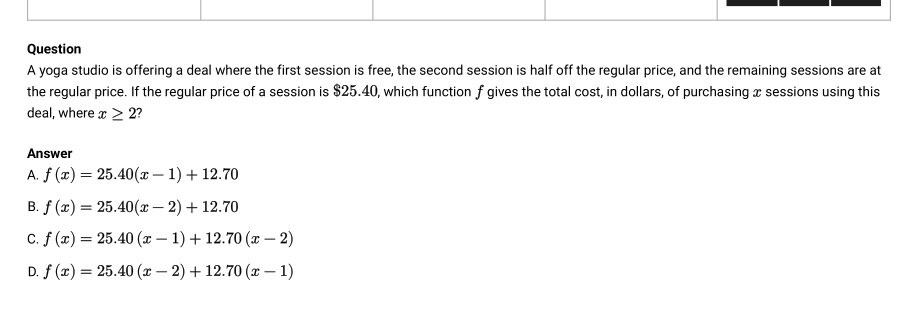 Question
A yoga studio is offering a deal where the first session is free, the second session is half off the regular price, and the remaining sessions are at
the regular price. If the regular price of a session is $25.40, which function f gives the total cost, in dollars, of purchasing x sessions using this
deal, where x ≥ 2?
Answer
A. f (x) = 25.40(x − 1) + 12.70
B. f (x) = 25.40(x − 2) + 12.70
C. f (x) = 25.40 (x − 1) + 12.70 (x − 2)
D. f (x) = 25.40 (x − 2) + 12.70 (x − 1)